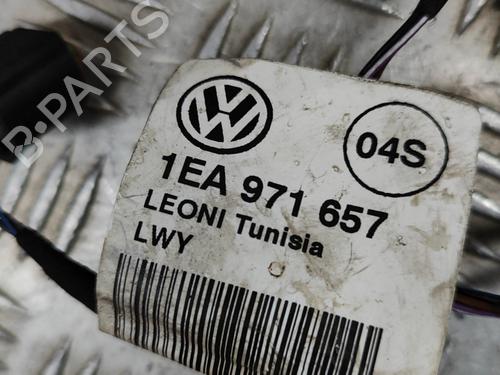 B-PARTS
04S
1EA 971 657
LEONI Tunisia
LWY